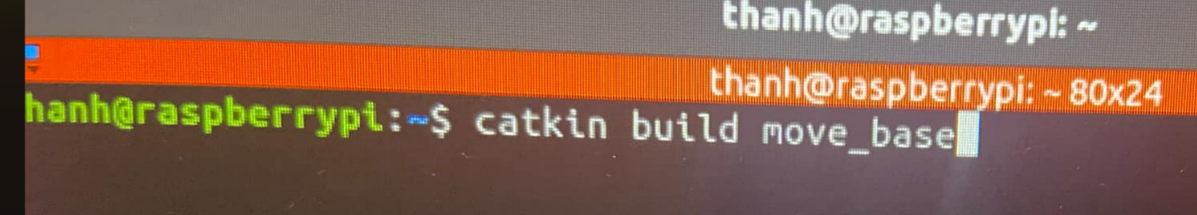 thanh@raspberrypi: ~
thanh@raspberrypi: ~ 80x24
hanh@raspberrypi:~$ catkin build move_base